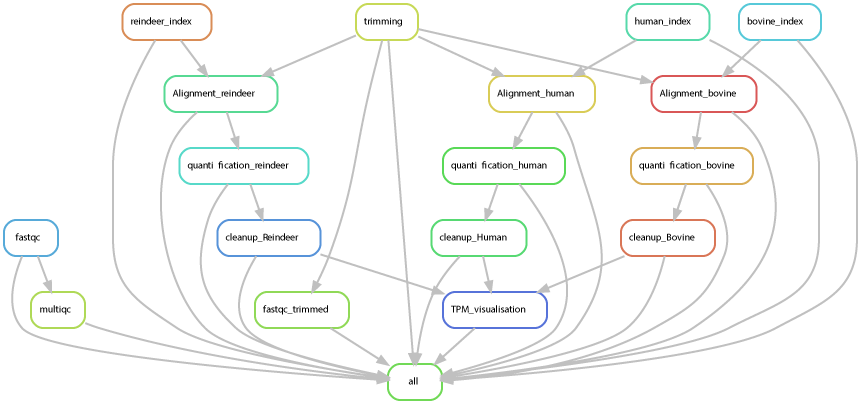 reindeer_index
trimming
human_index
bovine_index
Alignment_reindeer
Alignment_human
Alignment_bovine
quanti fication_reindeer
quanti fication_human
quanti fication_bovine
fastqc
cleanup_Reindeer
cleanup_Human
cleanup_Bovine
multiqc
fastqc_trimmed
TPM_visualisation
all